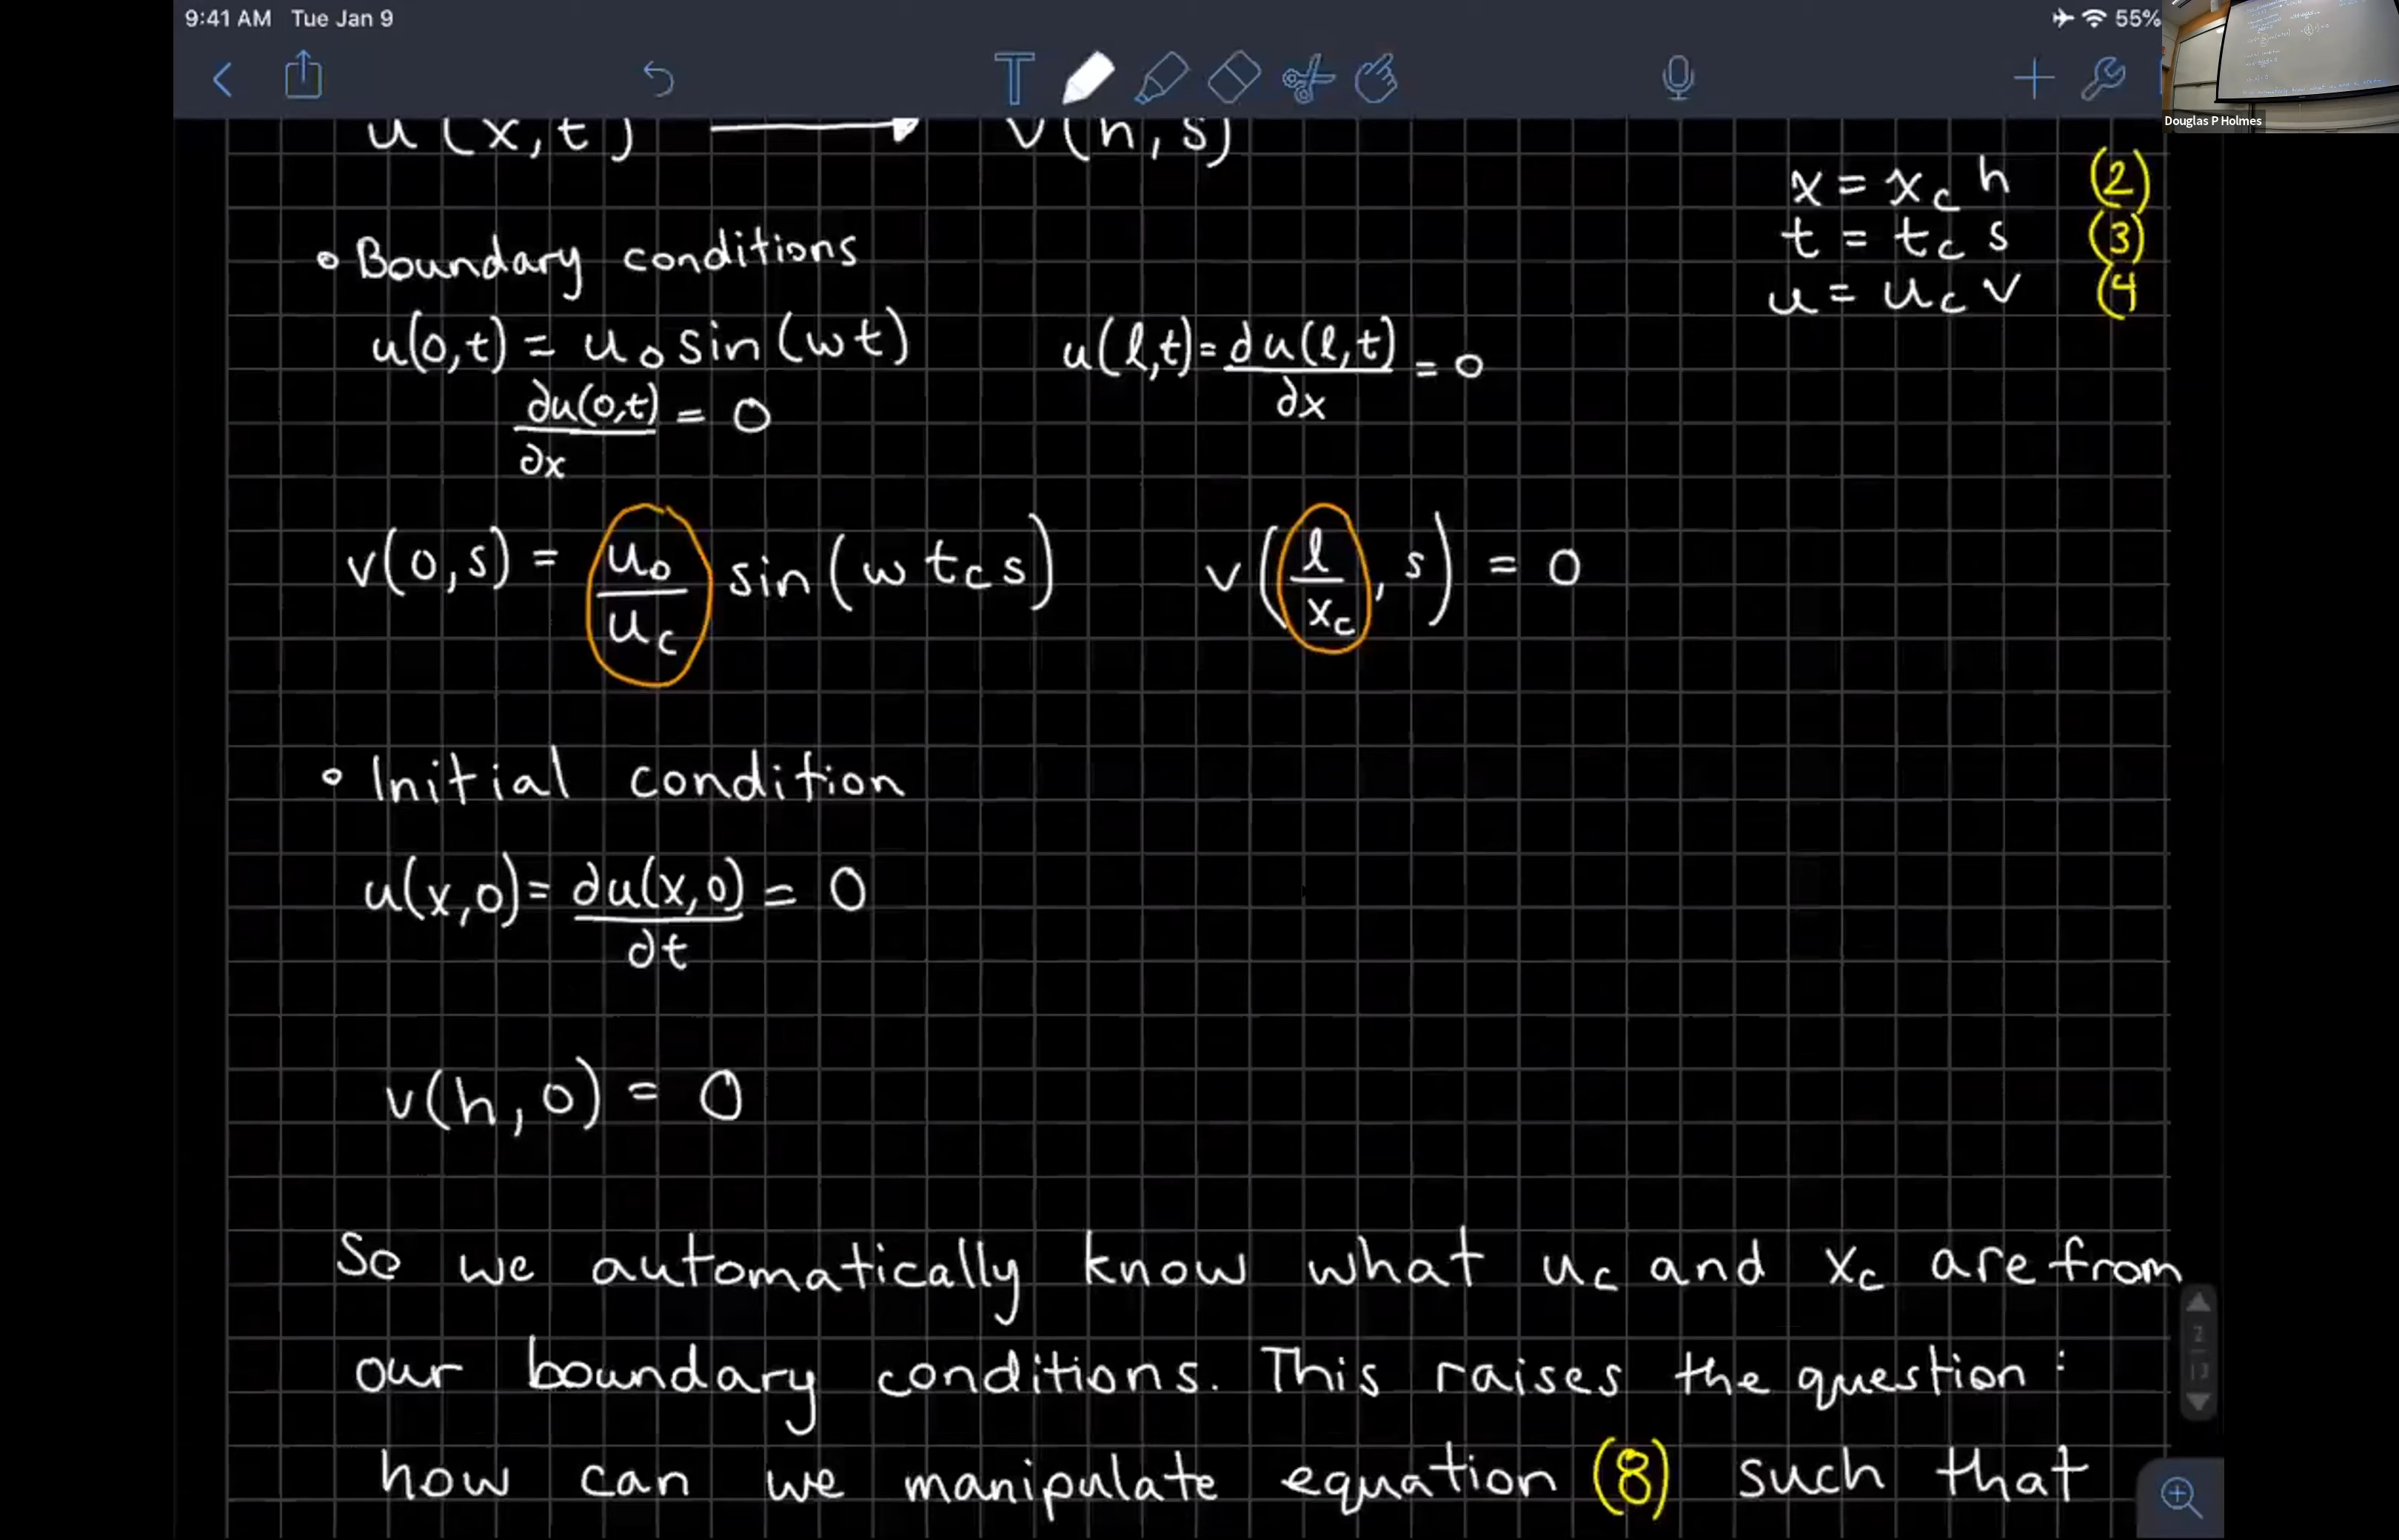 9:41 AM Tue Jan 9
55%
Douglas P Holmes
u(x,t) → v(h,s)
x = x_c h (2)
t = t_c s (3)
u = u_c v (4
• Boundary conditions
u(0,t) = u_0 sin(ωt) u(l,t) = ∂u(l,t)/∂x = 0
∂u(0,t)/∂x = 0
v(0,s) = u_0/u_c sin(ω t_c s) v(l/x_c, s) = 0
• Initial condition
u(x,0) = ∂u(x,0)/∂t = 0
v(h,0) = 0
So we automatically know what u_c and x_c are from
our boundary conditions. This raises the question:
how can we manipulate equation (8) such that
2
13